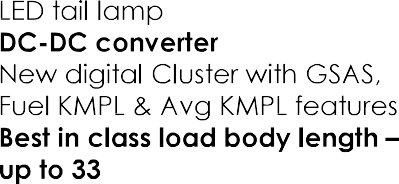 LED tail lamp
DC-DC converter
New digital Cluster with GSAS,
Fuel KMPL & Avg KMPL features
Best in class load body length –
up to 33